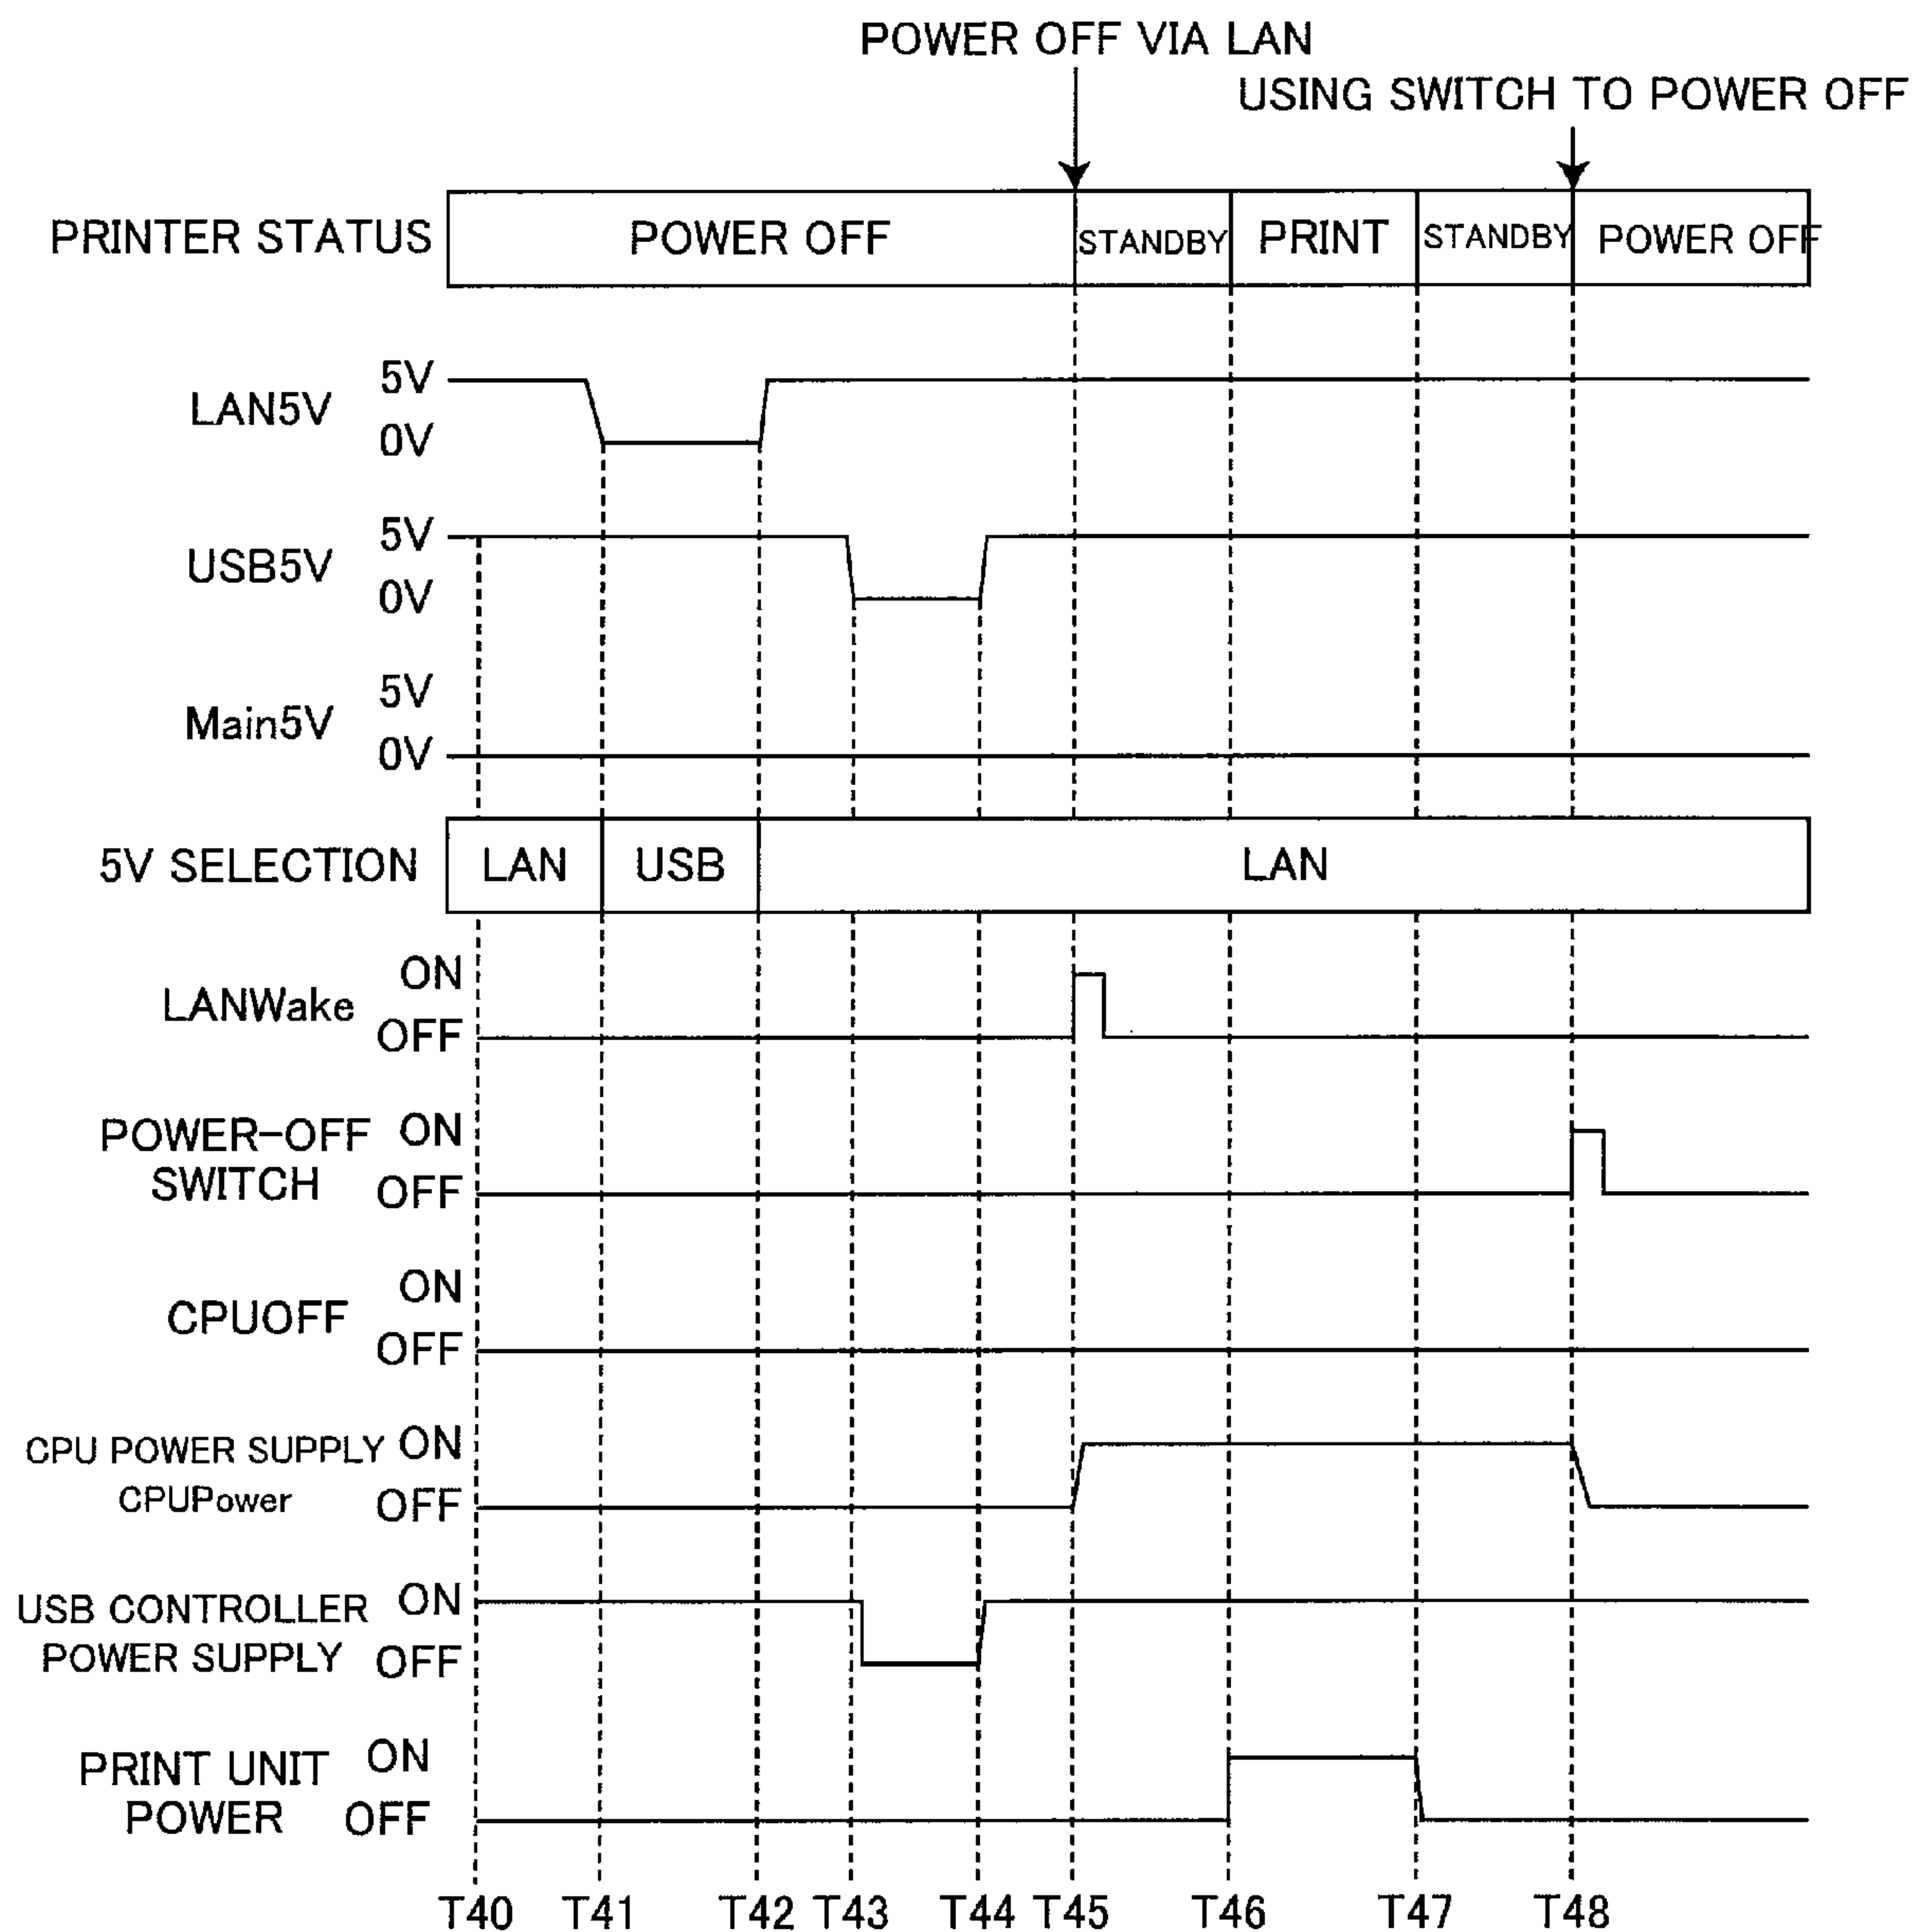 POWER OFF VIA LAN
USING SWITCH TO POWER OFF
PRINTER STATUS POWER OFF STANDBY PRINT STANDBY POWER OFF
5V
LAN5V
0V
5V
USB5V
0V
5V
Main5V
0V
5V SELECTION LAN USB LAN
ON
LANWake
OFF
POWER-OFF ON
SWITCH OFF
ON
CPUOFF
OFF
CPU POWER SUPPLY ON
CPUPower OFF
USB CONTROLLER ON
POWER SUPPLY OFF
PRINT UNIT ON
POWER OFF
T40 T41 T42 T43 T44 T45 T46 T47 T48